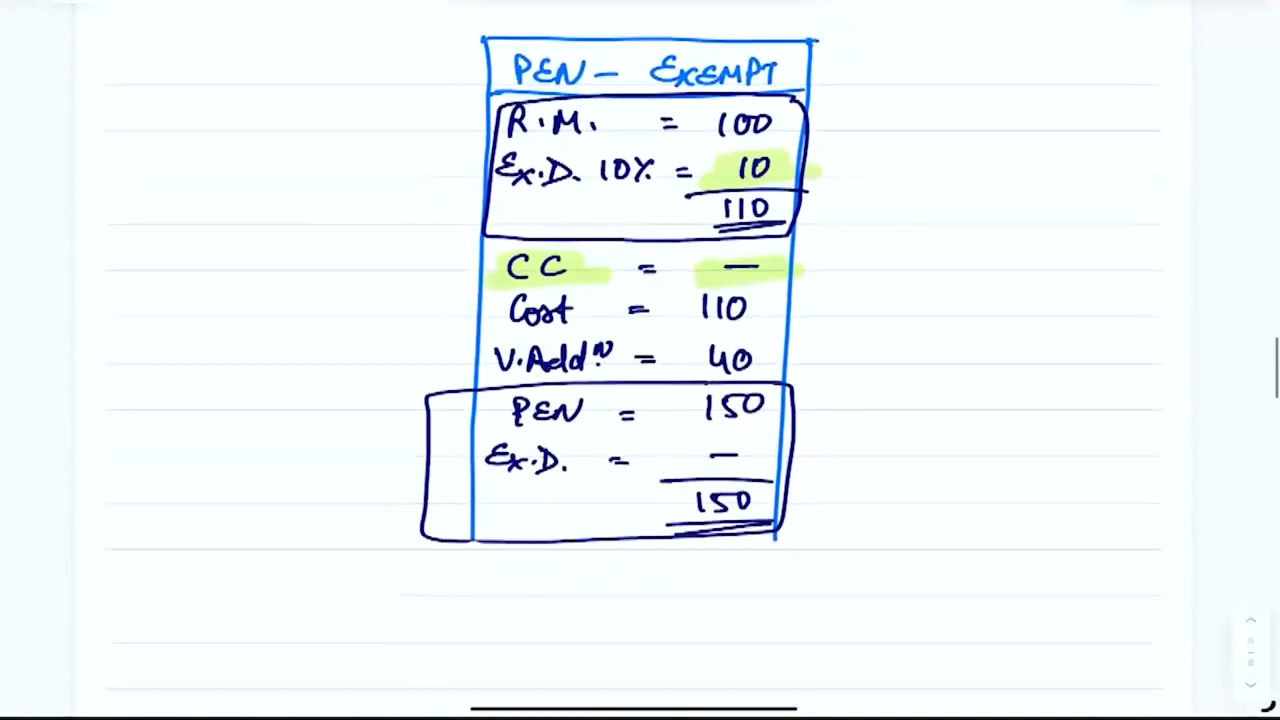 PEN - EXEMPT
R.M. = 100
Ex.D. 10% = 10
110
CC = —
Cost = 110
V.Addn. = 40
PEN = 150
Ex.D. = —
150